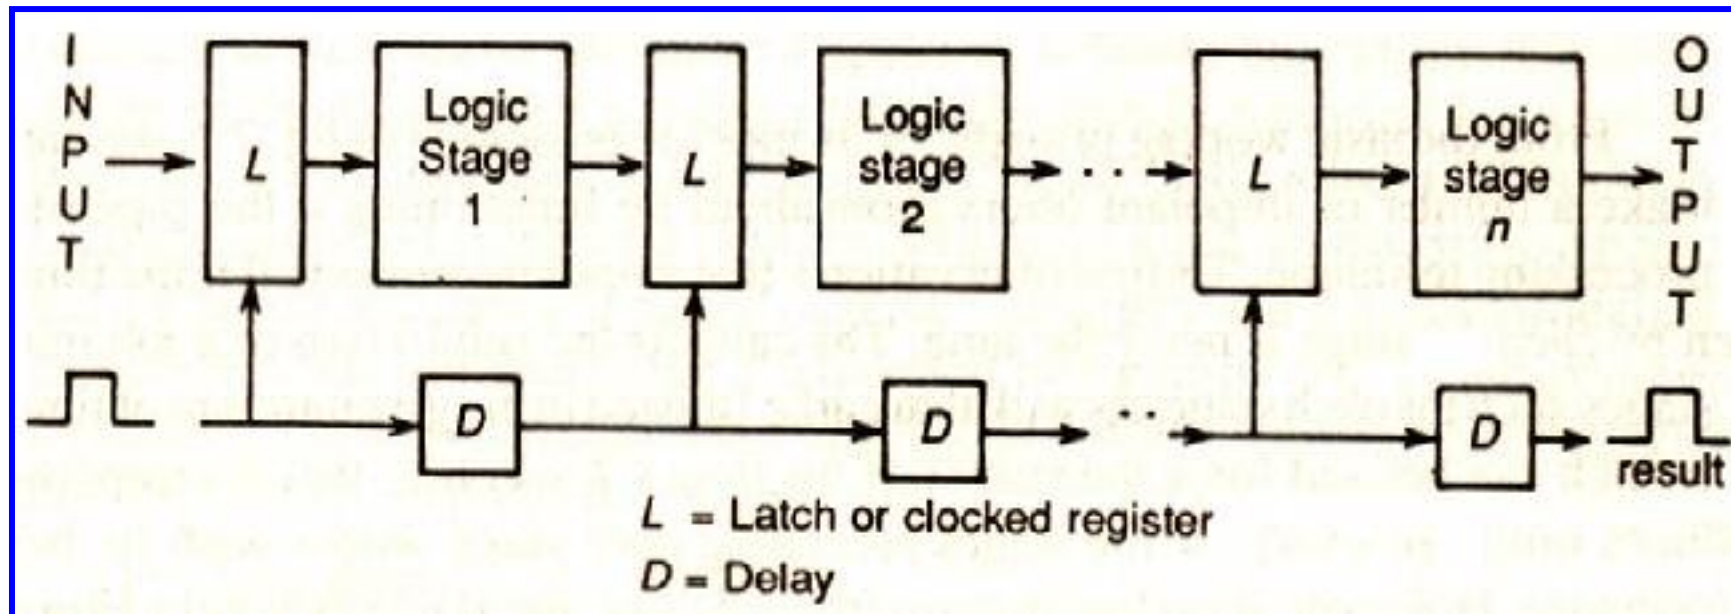 INPUT
L
Logic
Stage
1
L
Logic
stage
2
. .
L
Logic
stage
n
OUTPUT
D
D
. .
D
result
L = Latch or clocked register
D = Delay